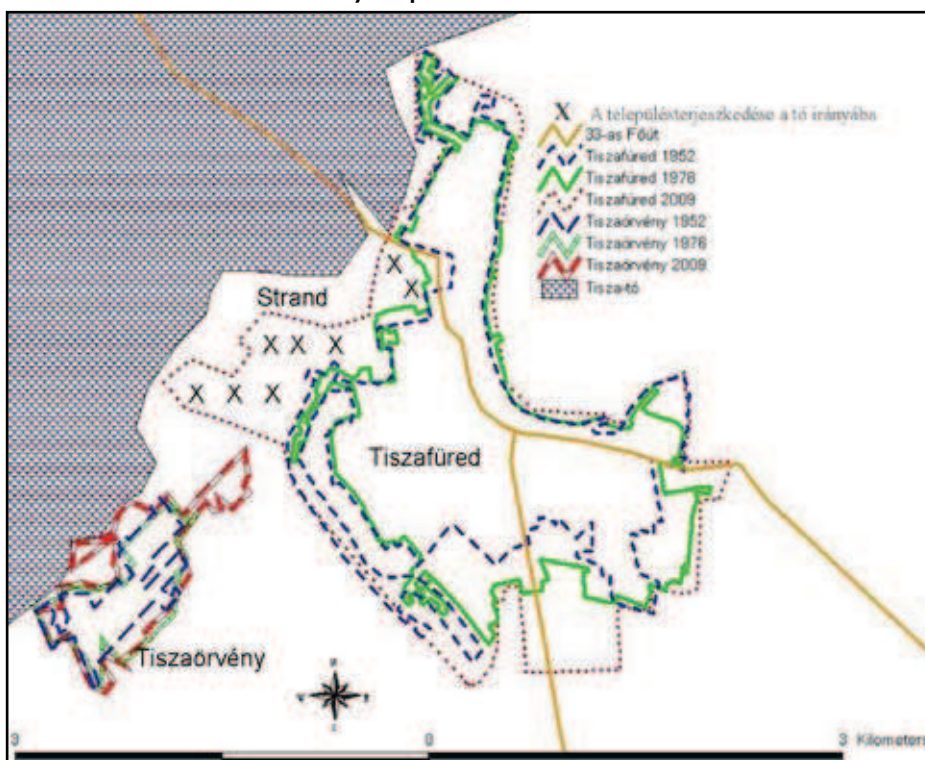 X A településterjeszkedése a tó irányába
33-as Főút
Tiszafüred 1952
Tiszafüred 1978
Tiszafüred 2009
Tiszaörvény 1952
Tiszaörvény 1976
Tiszaörvény 2009
Tisza-tó
X
X
Strand
X X X
X X X
Tiszafüred
Tiszaörvény
3 0 3 Kilometers